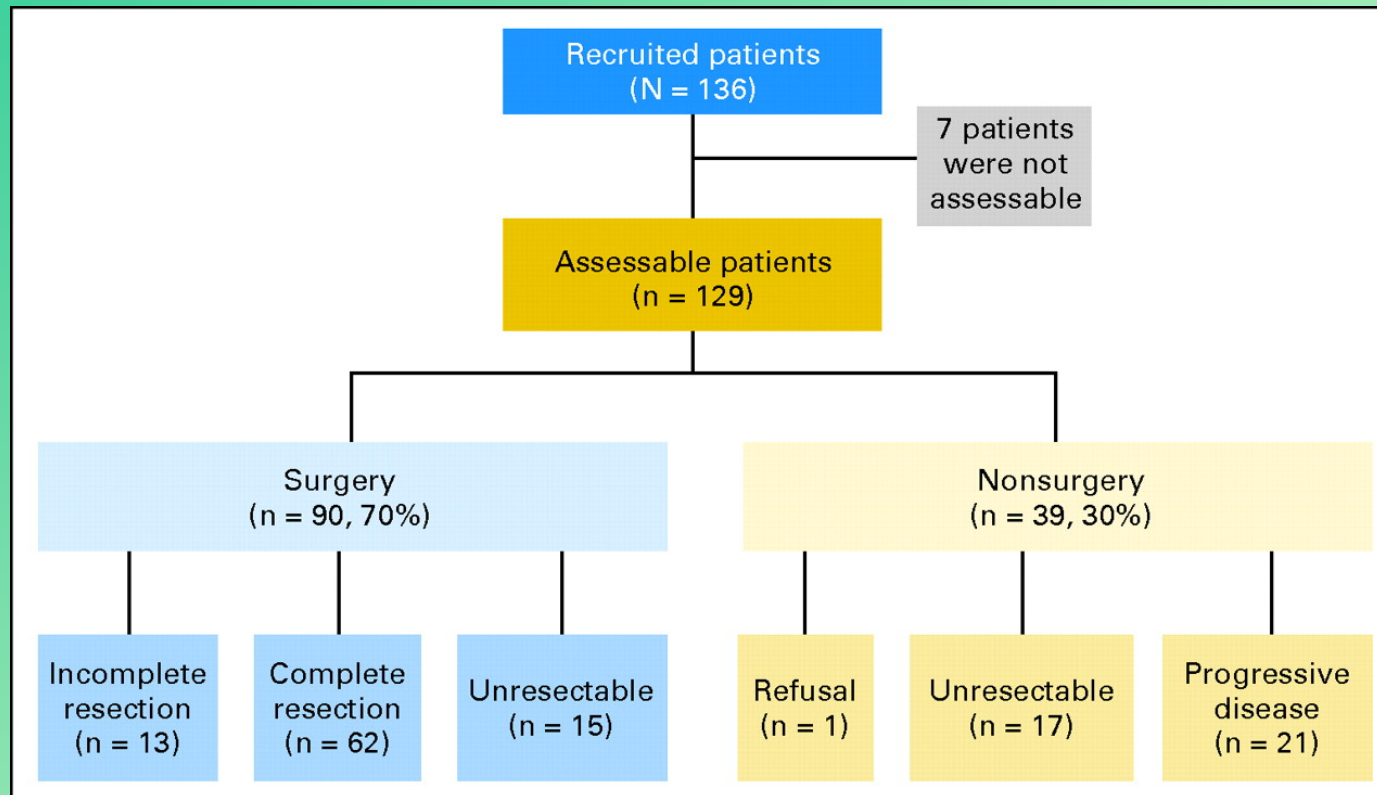 Recruited patients
(N = 136)
7 patients
were not
assessable
Assessable patients
(n = 129)
Surgery
(n = 90, 70%)
Nonsurgery
(n = 39, 30%)
Incomplete
resection
(n = 13)
Complete
resection
(n = 62)
Unresectable
(n = 15)
Refusal
(n = 1)
Unresectable
(n = 17)
Progressive
disease
(n = 21)